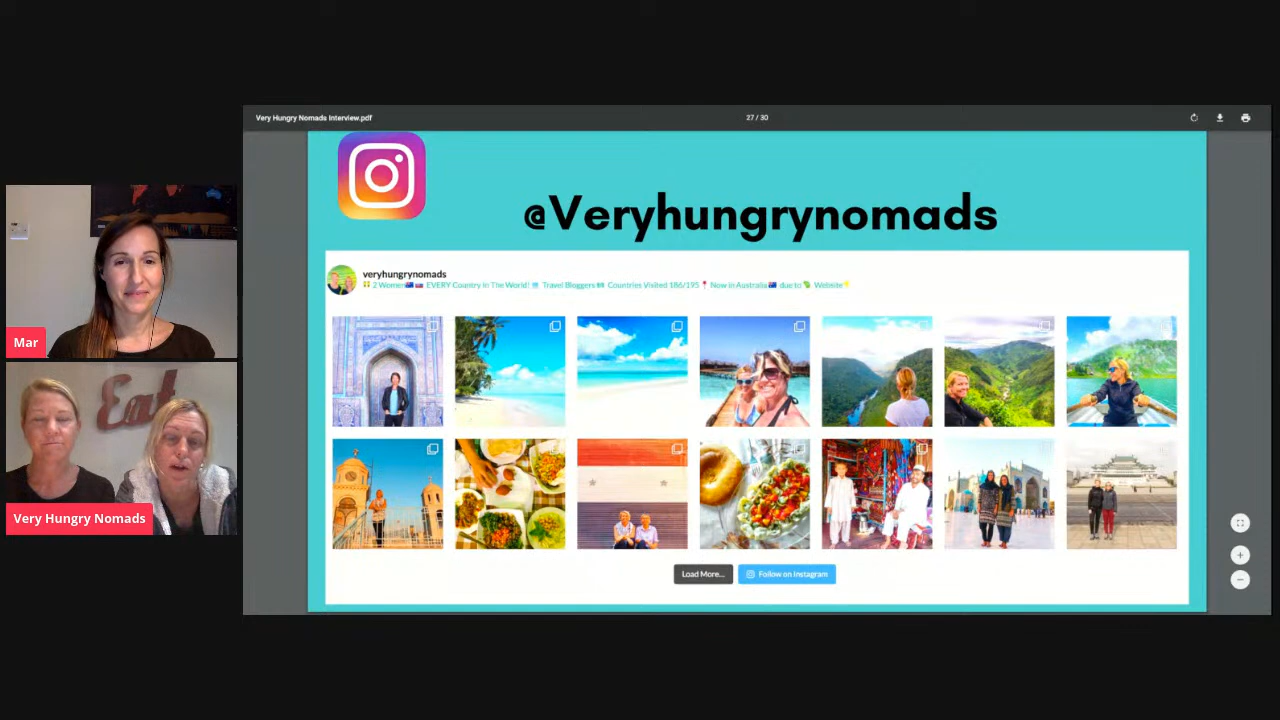 Very Hungry Nomads Interview.pdf
27 / 30
@Veryhungrynomads
veryhungrynomads
2 Women EVERY Country In The World! Travel Bloggers Countries Visited 186/195 Now in Australia due to Website
Mar
Eat
Very Hungry Nomads
Load More...
Follow on Instagram